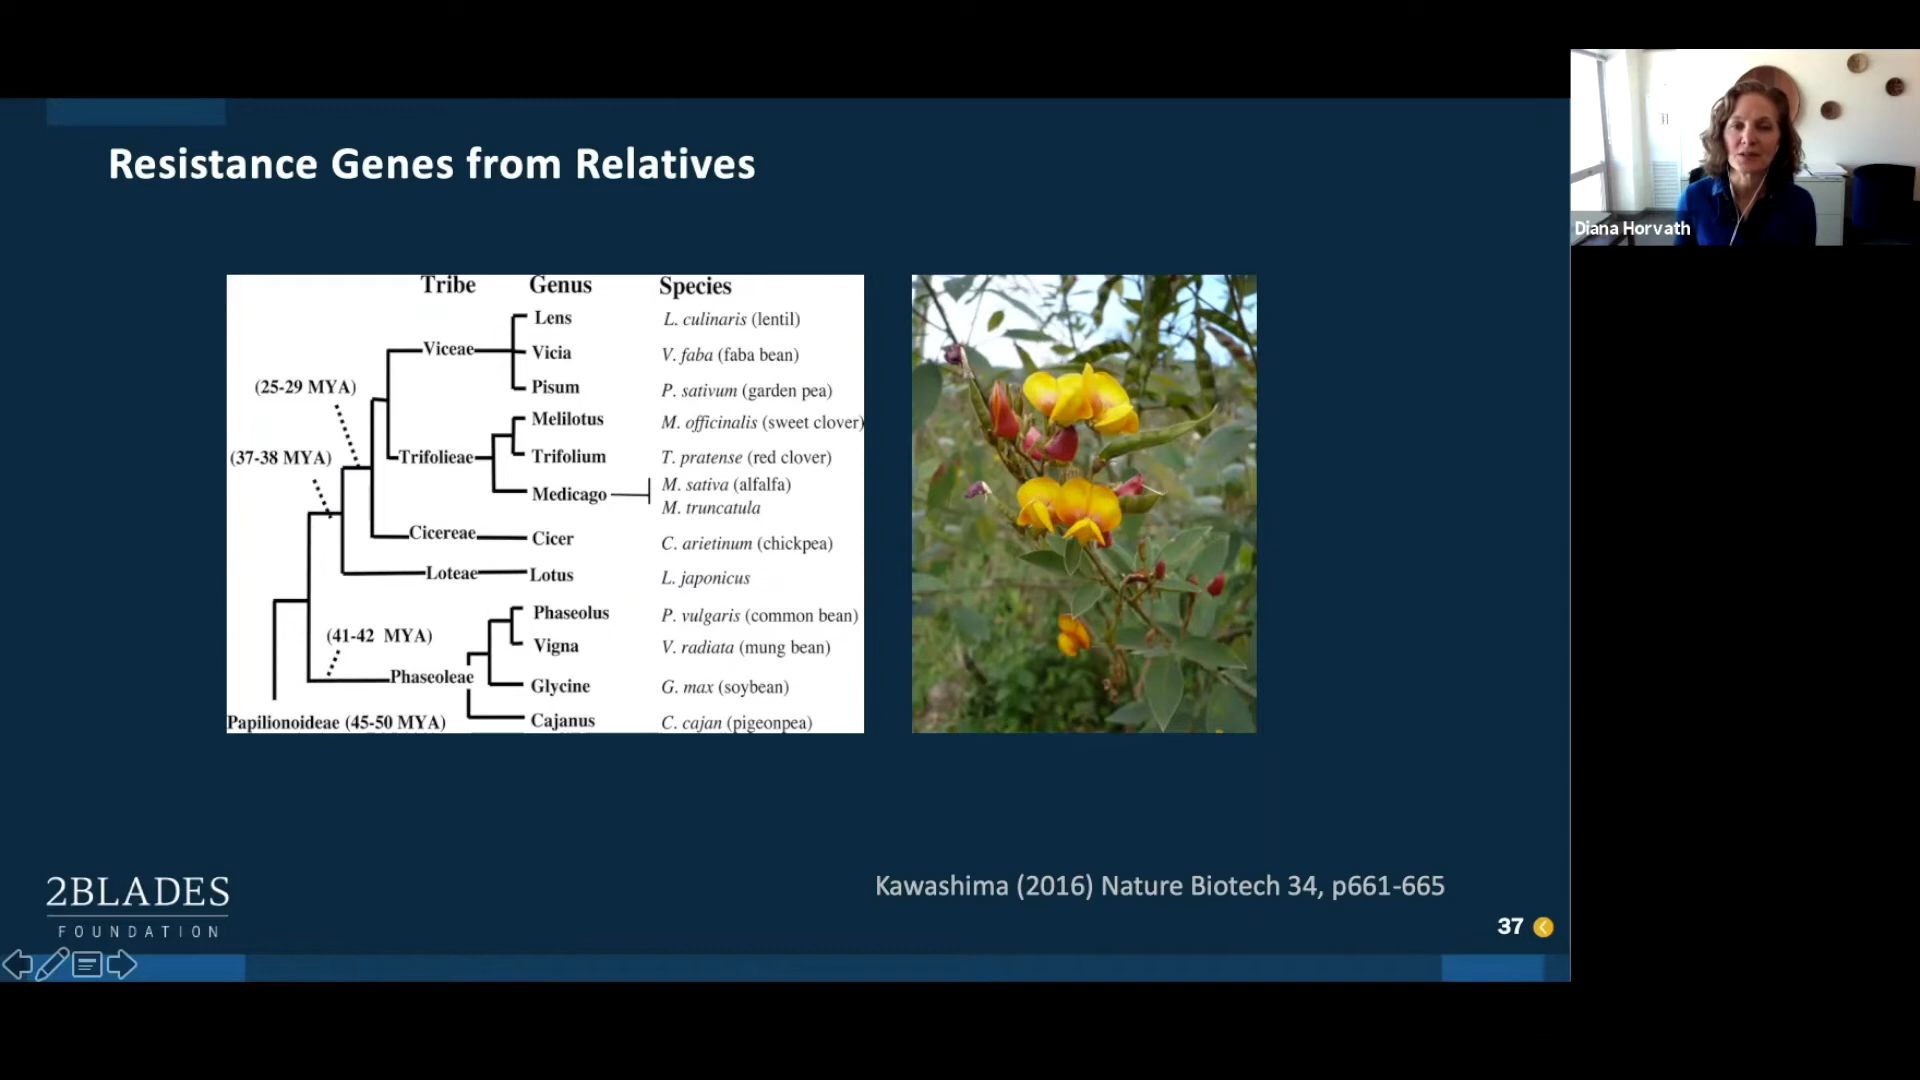 Resistance Genes from Relatives
Diana Horvath
Tribe Genus Species
Lens L. culinaris (lentil)
Viceae Vicia V. faba (faba bean)
(25-29 MYA) Pisum P. sativum (garden pea)
Melilotus M. officinalis (sweet clover)
(37-38 MYA) Trifolieae Trifolium T. pratense (red clover)
Medicago M. sativa (alfalfa)
M. truncatula
Cicereae Cicer C. arietinum (chickpea)
Loteae Lotus L. japonicus
Phaseolus P. vulgaris (common bean)
(41-42 MYA) Vigna V. radiata (mung bean)
Phaseoleae Glycine G. max (soybean)
Papilionoideae (45-50 MYA) Cajanus C. cajan (pigeonpea)
Kawashima (2016) Nature Biotech 34, p661-665
2BLADES
FOUNDATION
37